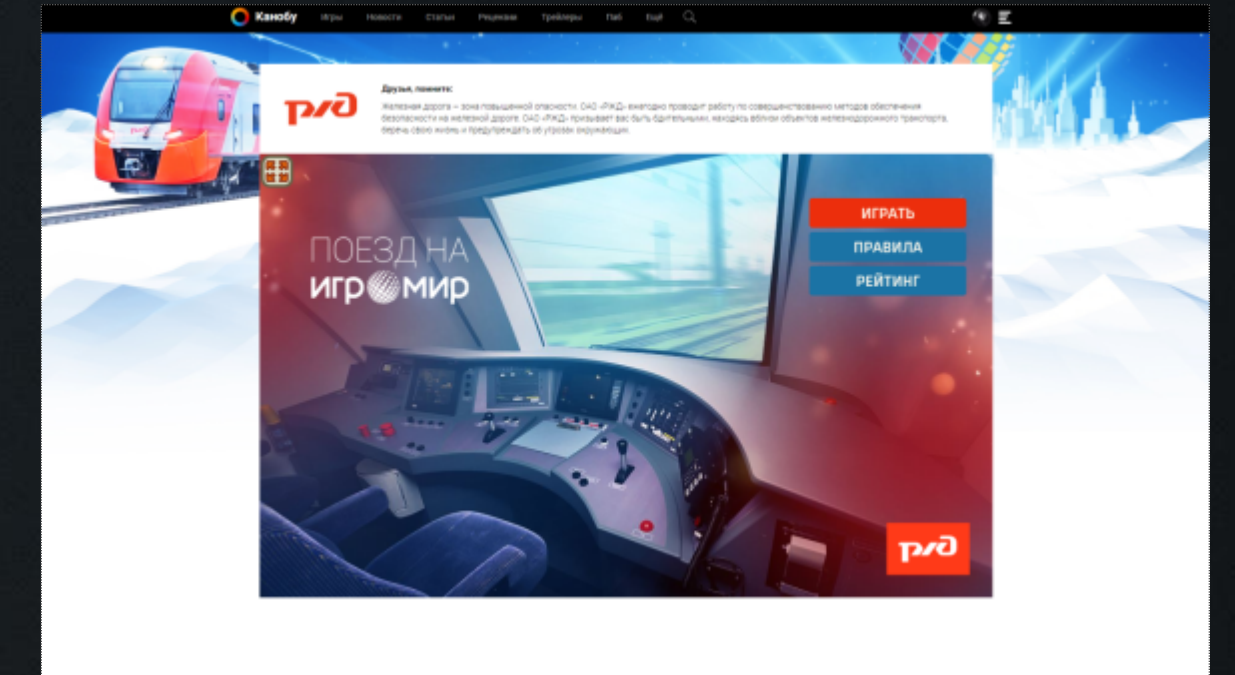 Канобу Игры Новости Статьи Рецензии Трейлеры Паб Ещё
Друзья, помните:
Железная дорога – зона повышенной опасности. ОАО «РЖД» ежегодно проводит работу по совершенствованию методов обеспечения
безопасности на железной дороге. ОАО «РЖД» призывает вас быть бдительными, находясь вблизи объектов железнодорожного транспорта,
беречь свою жизнь и предупреждать об угрозах окружающих.
РЖД
ПОЕЗД НА
ИГРОМИР
ИГРАТЬ
ПРАВИЛА
РЕЙТИНГ
РЖД